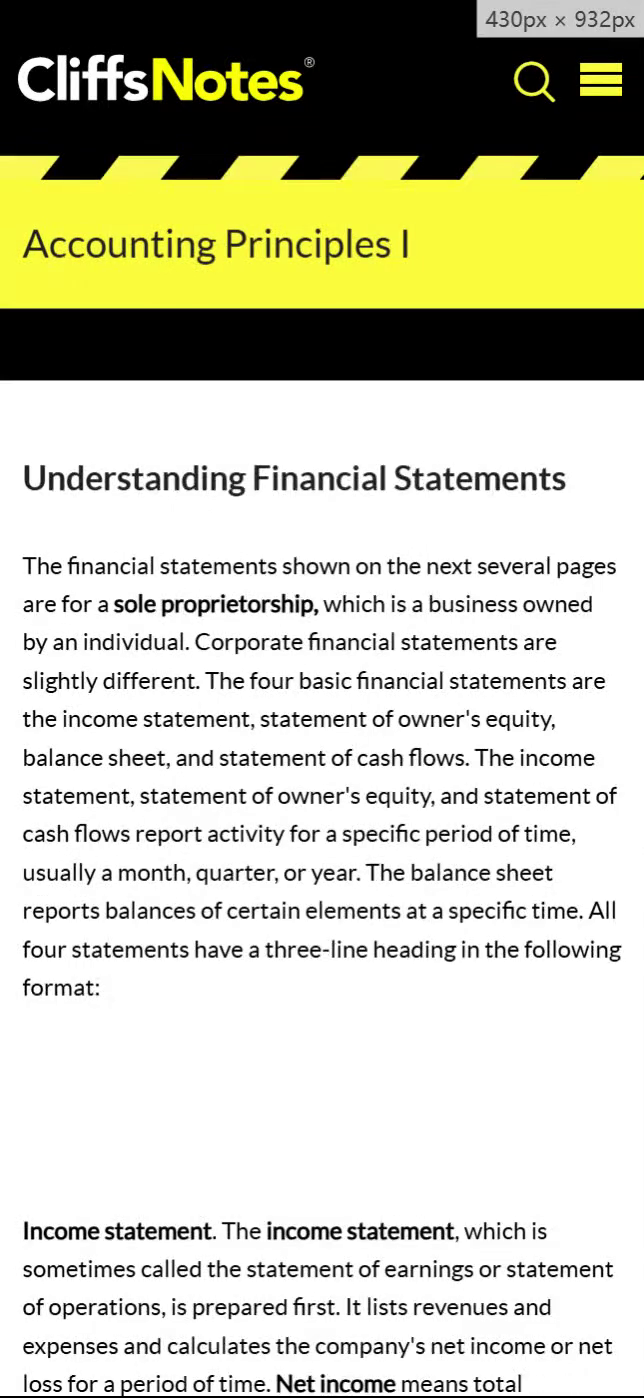 430px × 932px
CliffsNotes®
Accounting Principles I
Understanding Financial Statements
The financial statements shown on the next several pages
are for a sole proprietorship, which is a business owned
by an individual. Corporate financial statements are
slightly different. The four basic financial statements are
the income statement, statement of owner's equity,
balance sheet, and statement of cash flows. The income
statement, statement of owner's equity, and statement of
cash flows report activity for a specific period of time,
usually a month, quarter, or year. The balance sheet
reports balances of certain elements at a specific time. All
four statements have a three-line heading in the following
format:
Income statement. The income statement, which is
sometimes called the statement of earnings or statement
of operations, is prepared first. It lists revenues and
expenses and calculates the company's net income or net
loss for a period of time. Net income means total